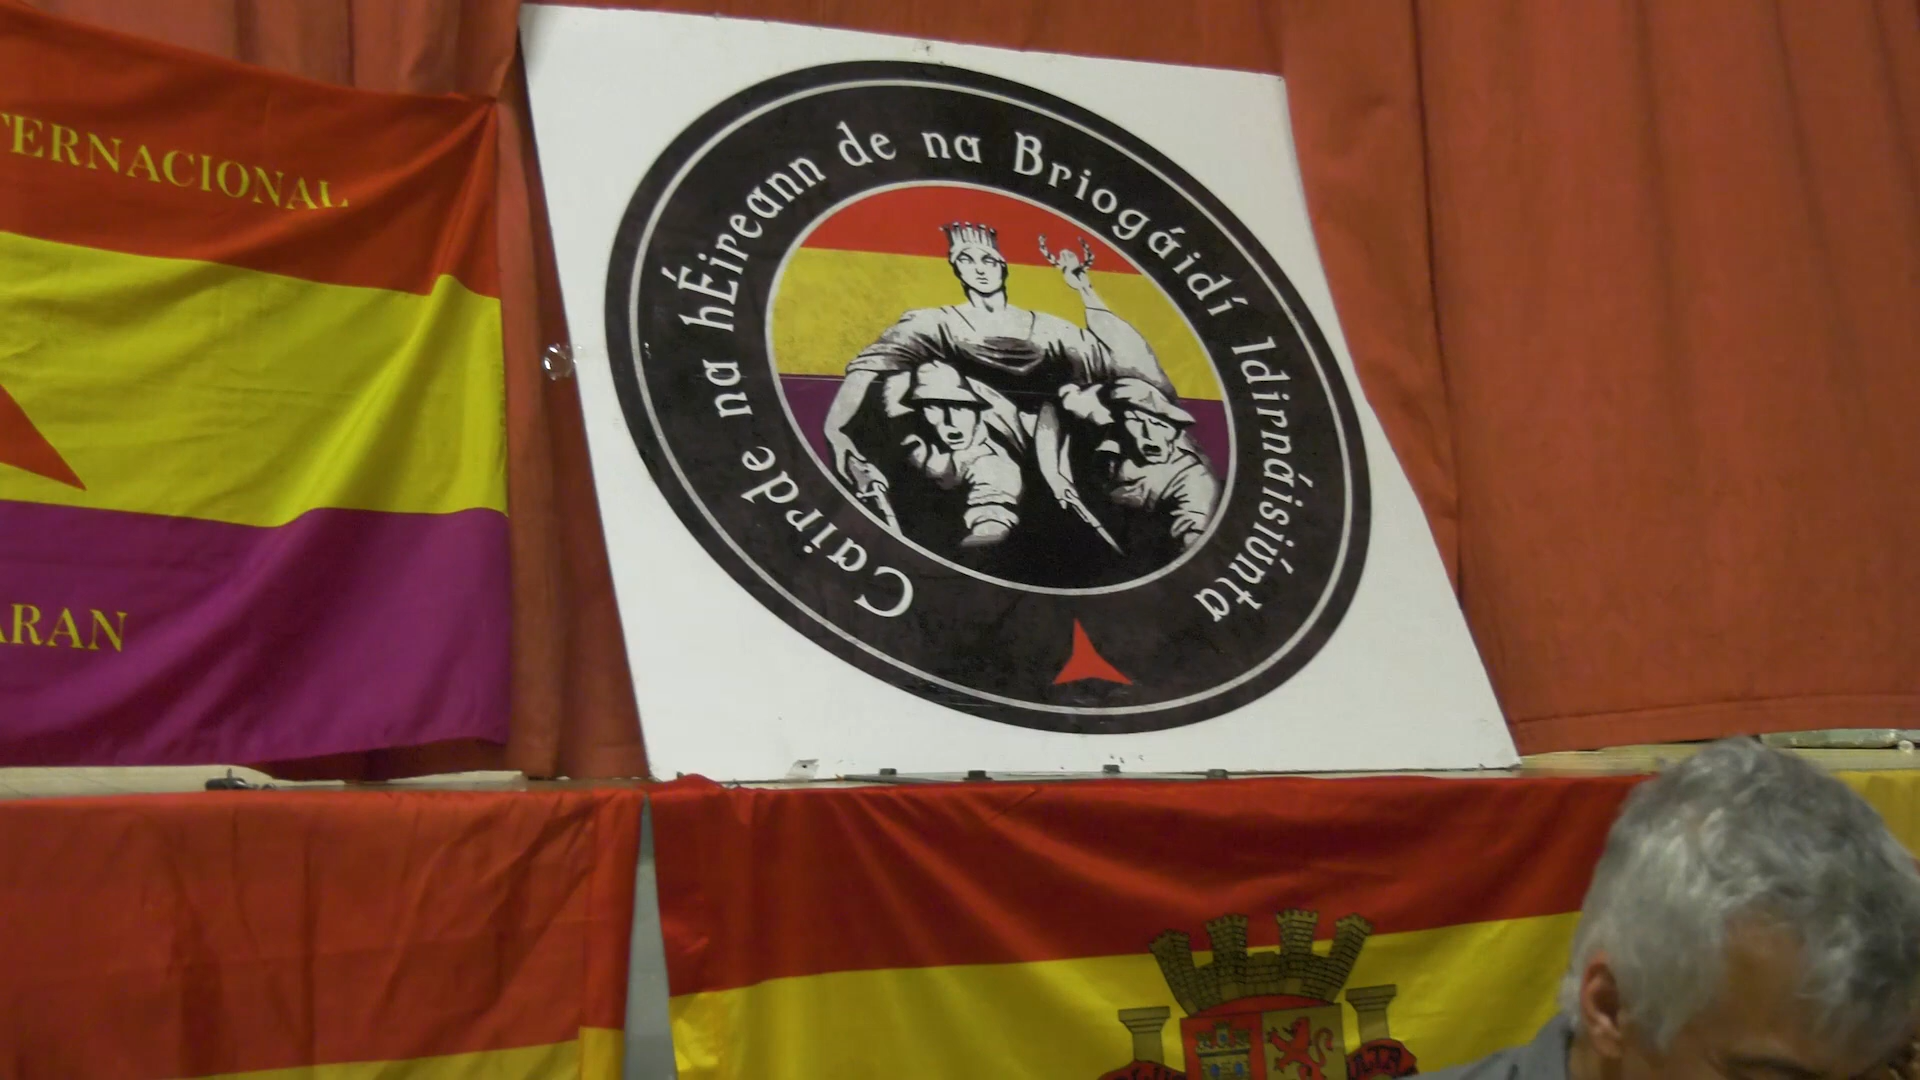 TERNACIONAL
ARAN
Cairde na hÉireann de na Briogáidí Idirnáisiúnta